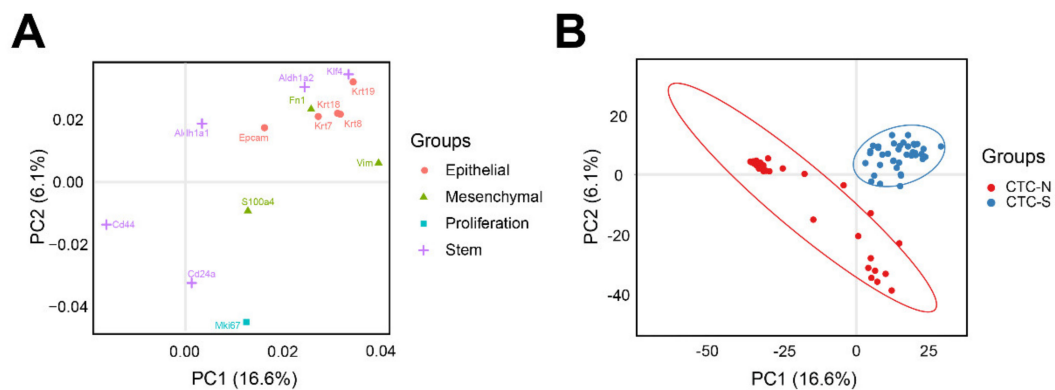 A
0.02
0.00
−0.02
−0.04
PC2 (6.1%)
Aldh1a2
Klf4
Krt19
Fn1
Krt18
Krt7
Krt8
Aldh1a1
Epcam
Vim
S100a4
Cd44
Cd24a
Mki67
0.00
0.02
0.04
PC1 (16.6%)
Groups
Epithelial
Mesenchymal
Proliferation
Stem
B
20
0
-20
-40
PC2 (6.1%)
-50
-25
0
25
PC1 (16.6%)
Groups
CTC-N
CTC-S